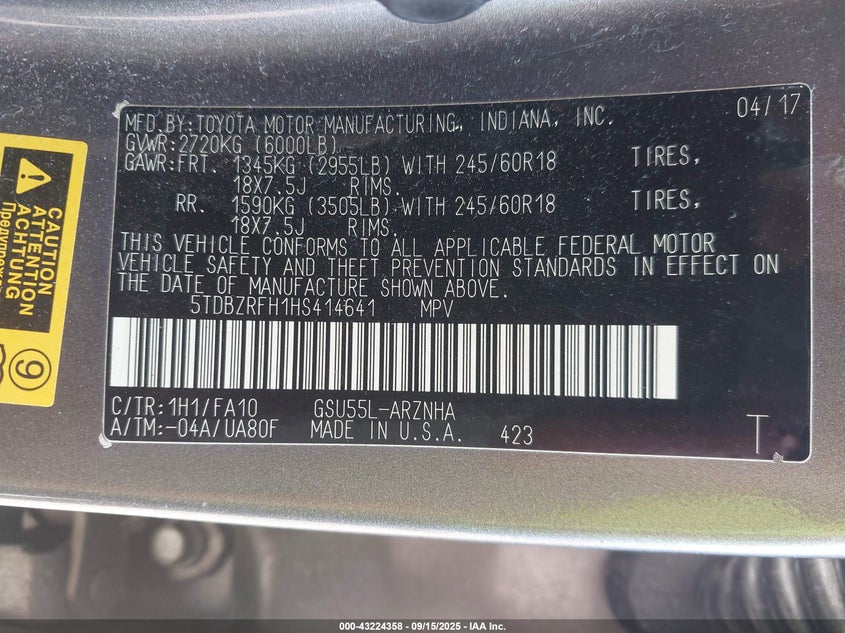 MFD.BY:TOYOTA MOTOR MANUFACTURING, INDIANA, INC. 04/17
GVWR:2720KG (6000LB)
GAWR:FRT. 1345KG (2955LB) WITH 245/60R18 TIRES,
18X7.5J RIMS.
RR. 1590KG (3505LB) WITH 245/60R18 TIRES,
18X7.5J RIMS.
THIS VEHICLE CONFORMS TO ALL APPLICABLE FEDERAL MOTOR
VEHICLE SAFETY AND THEFT PREVENTION STANDARDS IN EFFECT ON
THE DATE OF MANUFACTURE SHOWN ABOVE.
5TDBZRFH1HS414641 MPV
C/TR:1H1/FA10 GSU55L-ARZNHA
A/TM:-04A/UA80F MADE IN U.S.A. 423 T
CAUTION
ATTENTION
ACHTUNG
9
000-43224358 - 09/15/2025 - IAA Inc.